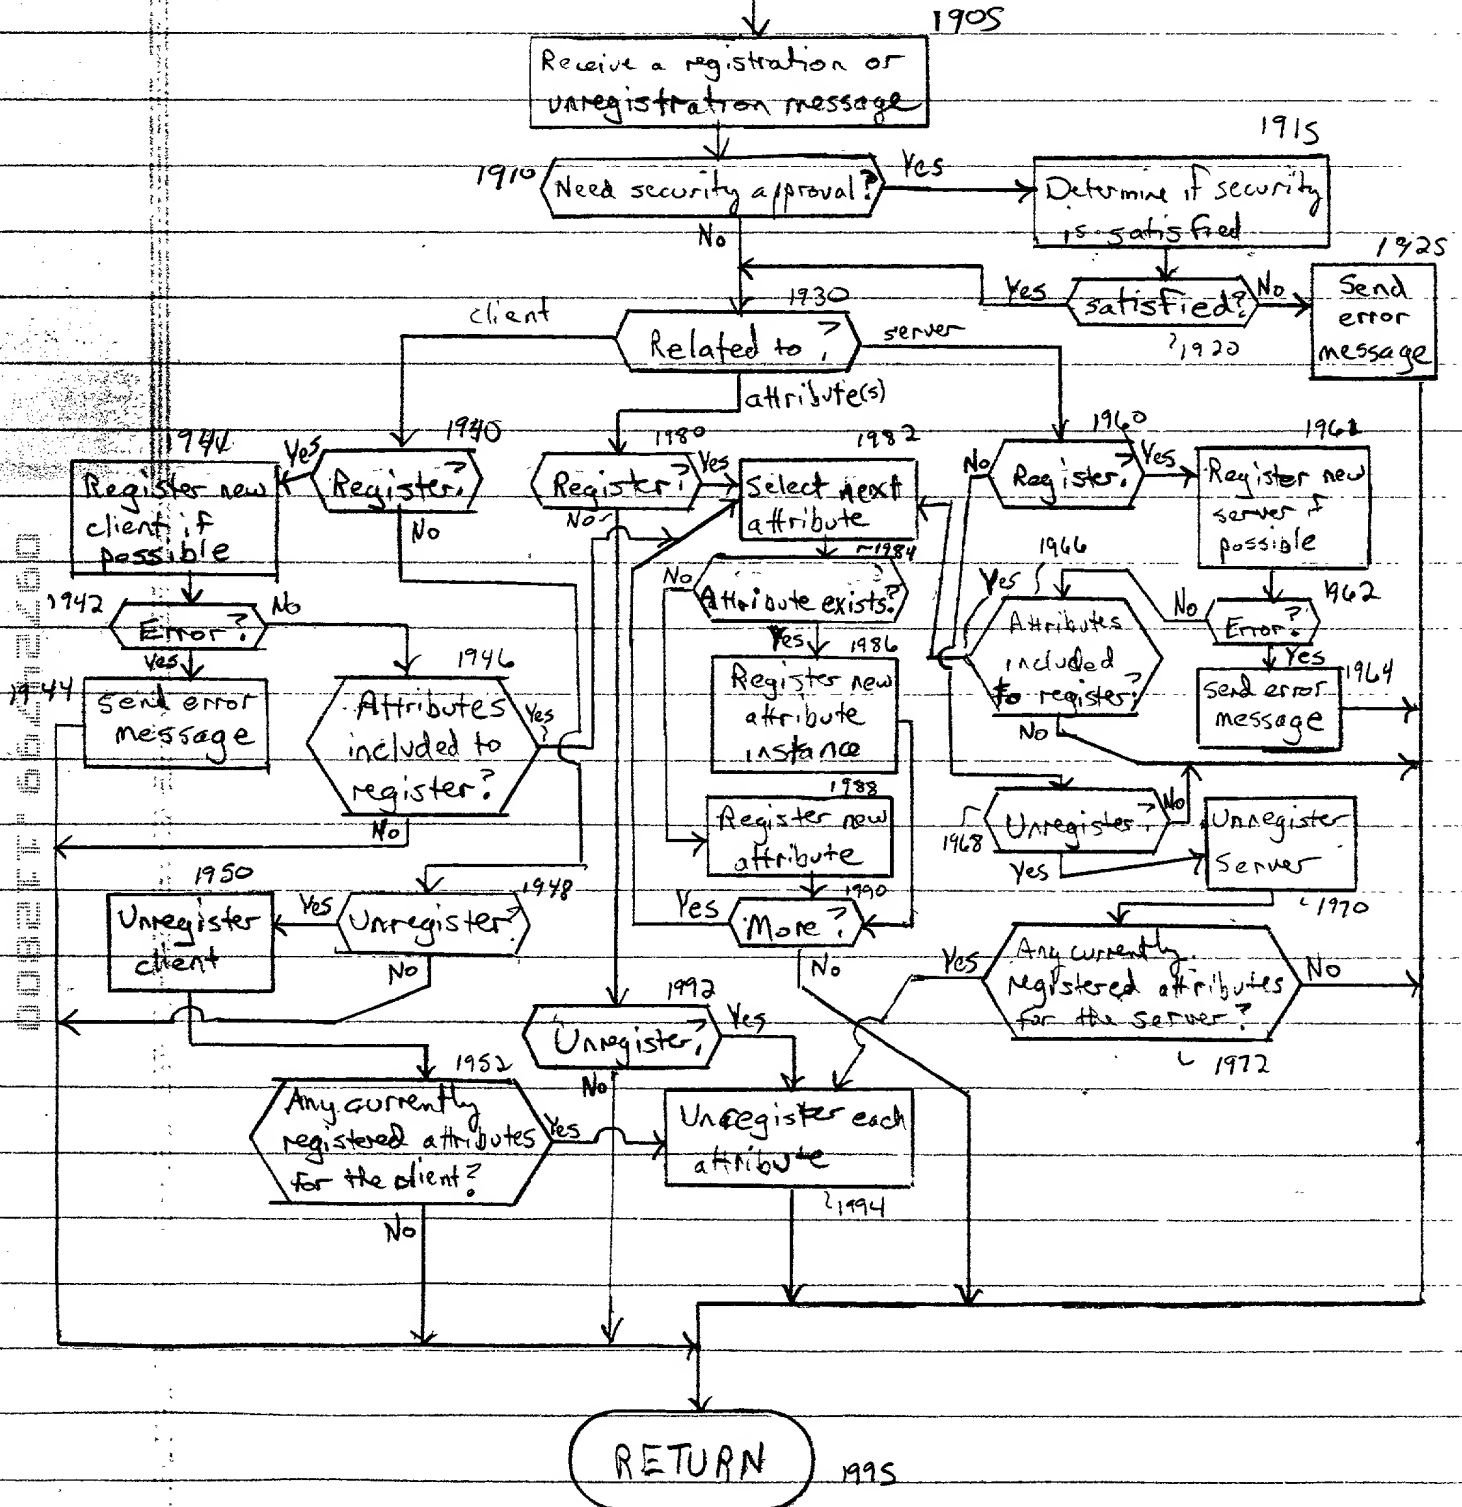 1905
Receive a registration or
unregistration message
1910
Need security approval?
Yes
No
1915
Determine if security
is satisfied
1925
Send
error
message
satisfied?
Yes
No
1920
1930
Related to?
client
server
attribute(s)
1940
Register?
Yes
No
Register new
client if
possible
1942
Error?
No
Yes
1944
Send error
message
1946
Attributes
included to
register?
Yes
No
1948
Unregister?
Yes
No
1950
Unregister
client
1952
Any currently
registered attributes
for the client?
Yes
No
1980
Register?
Yes
No
1982
Select next
attribute
1984
Attribute exists?
No
Yes
1986
Register new
attribute
instance
1988
Register new
attribute
1990
More?
Yes
No
1992
Unregister?
Yes
No
Unregister each
attribute
1994
1960
Register?
No
Yes
Register new
server if
possible
1962
Error?
No
Yes
1964
Send error
message
1966
Attributes
included
to register?
Yes
No
1968
Unregister?
No
Yes
Unregister
Server
1970
Any currently
registered attributes
for the server?
Yes
No
1972
RETURN
1995